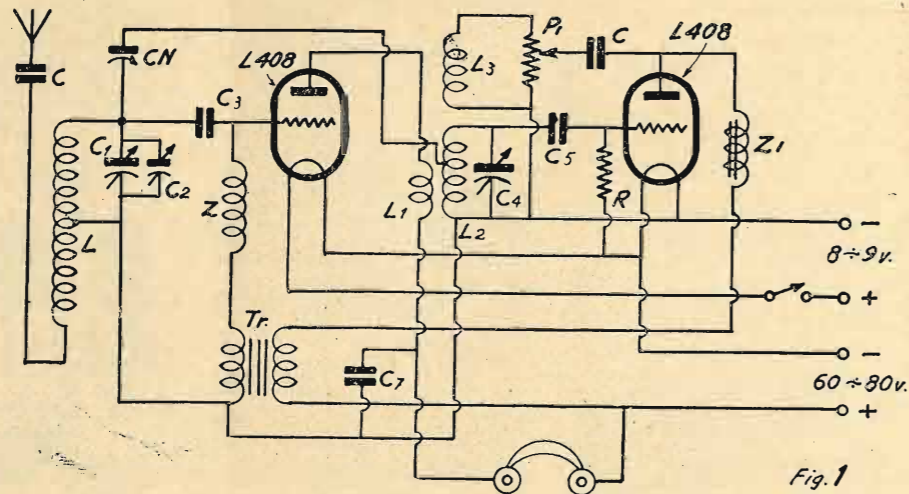 CN
L408
C
C3
C1
C2
L
Z
Tr.
C7
L1
L2
L3
P1
C
L408
C4
C5
R
Z1
-
8÷9v.
+
-
60÷80v.
+
Fig. 1